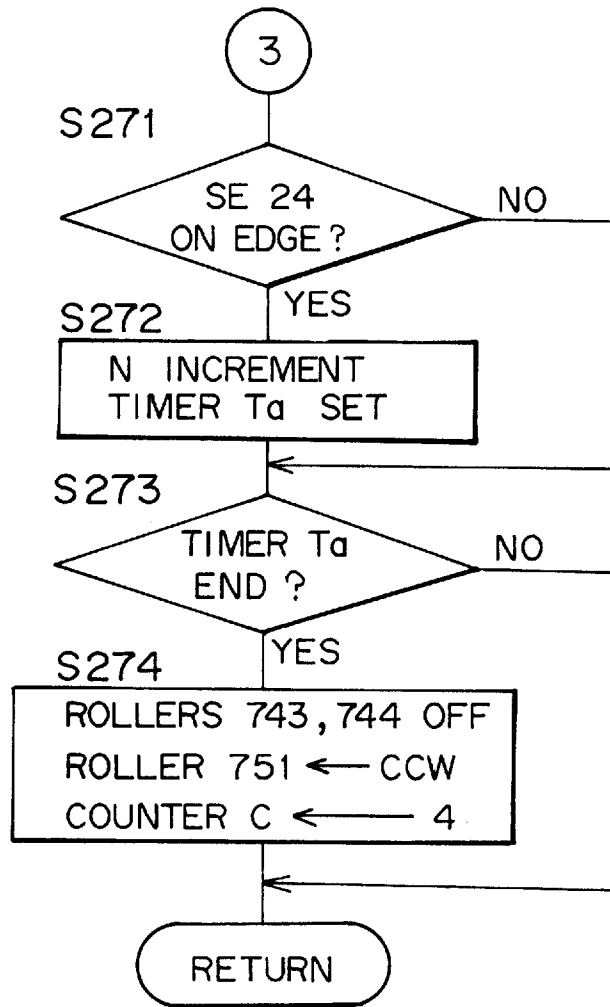 3
S271
SE 24
ON EDGE?
NO
YES
S272
N INCREMENT
TIMER Ta SET
S273
TIMER Ta
END ?
NO
YES
S274
ROLLERS 743, 744 OFF
ROLLER 751 ← CCW
COUNTER C ← 4
RETURN